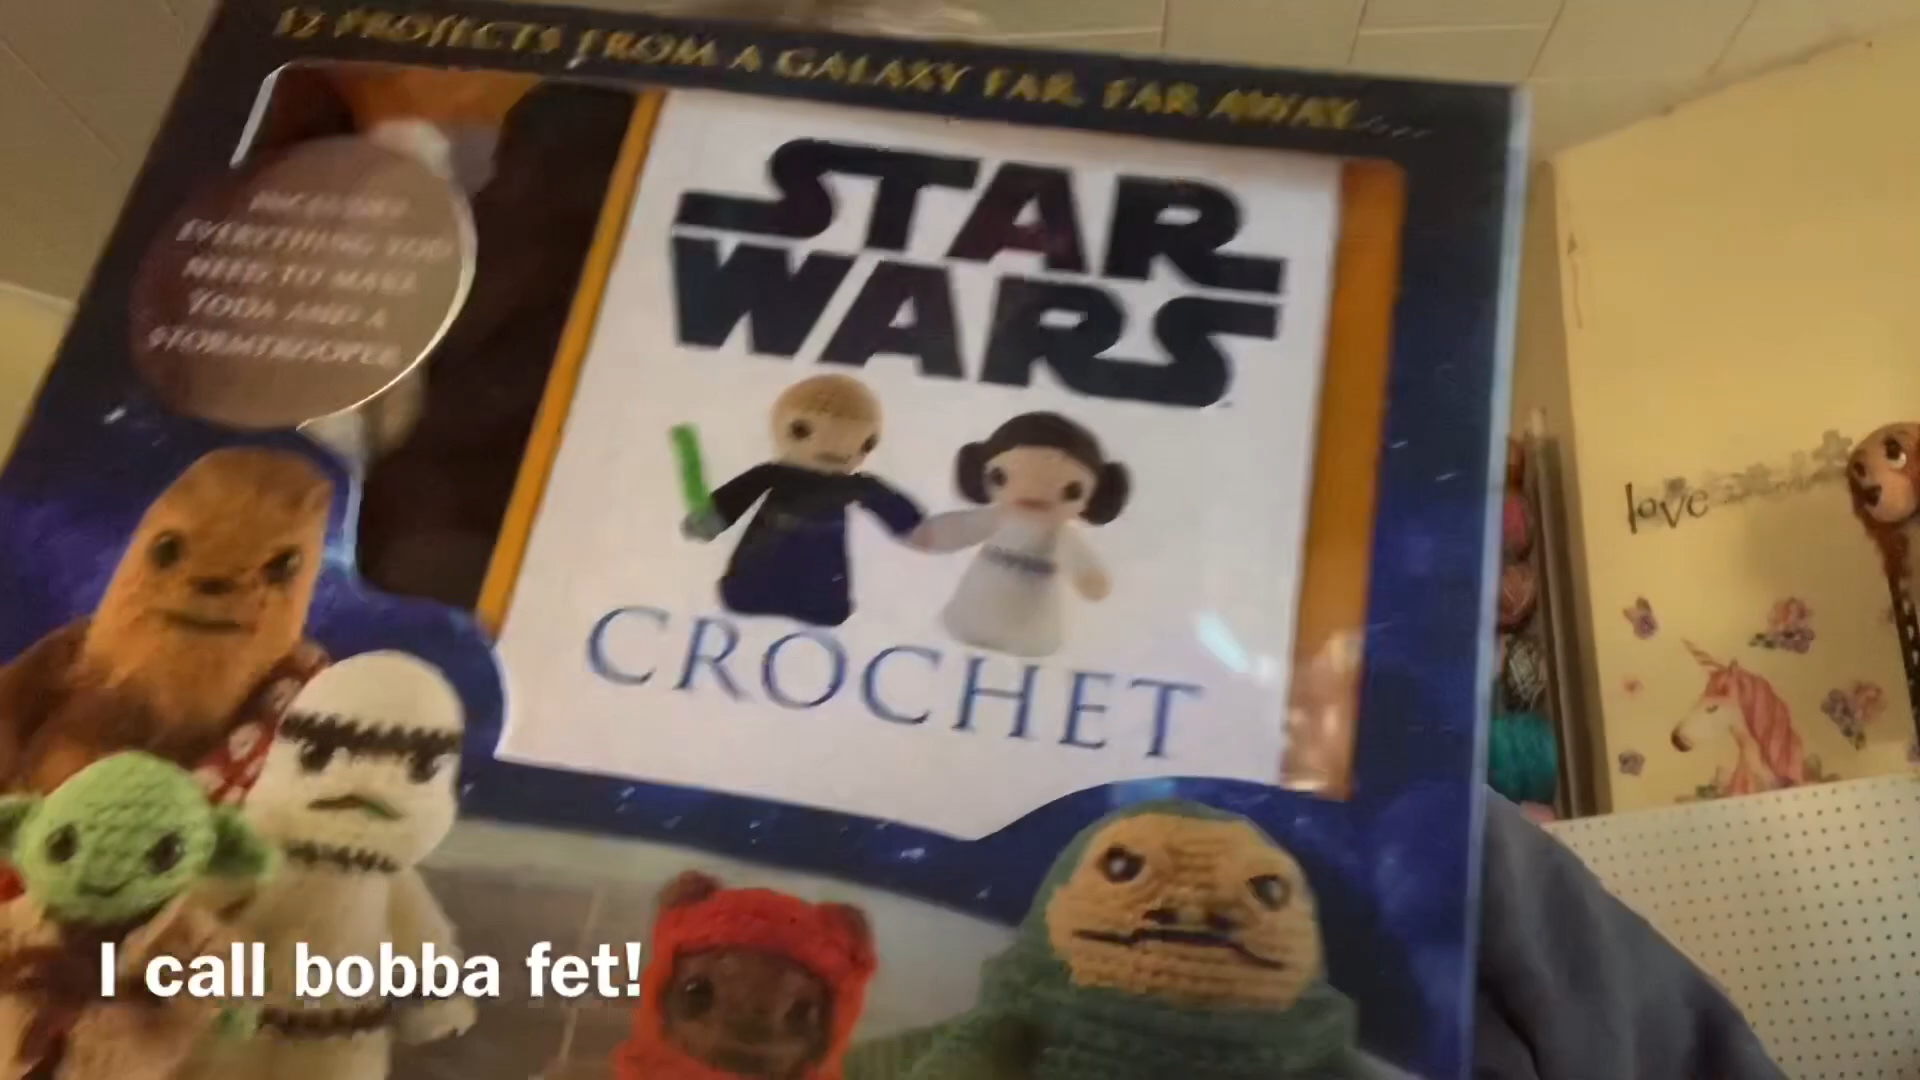 12 PROJECTS FROM A GALAXY FAR, FAR AWAY....
INCLUDES
EVERYTHING YOU
NEED TO MAKE
YODA AND A
STORMTROOPER
STAR
WARS
CROCHET
love
I call bobba fet!